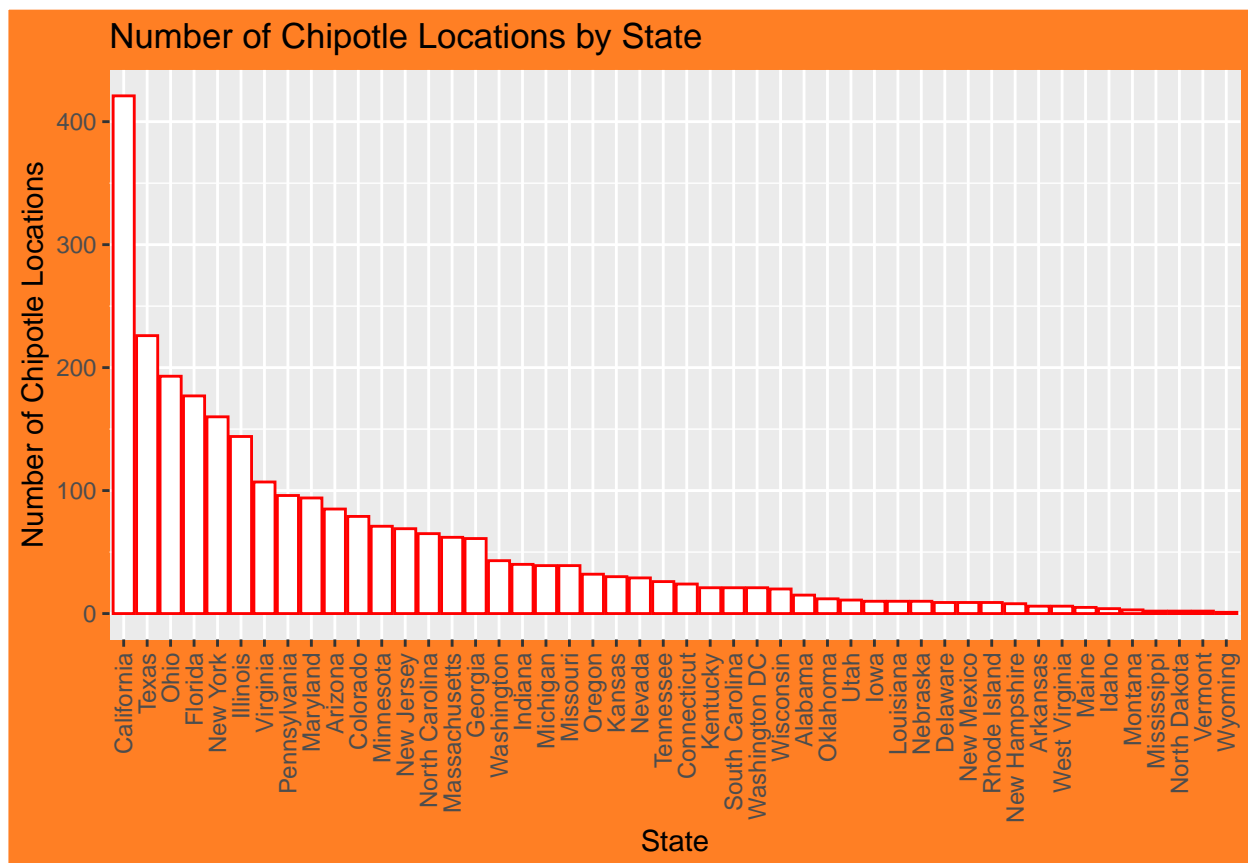 Number of Chipotle Locations by State
Number of Chipotle Locations
400
300
200
100
0
California
Texas
Ohio
Florida
New York
Illinois
Virginia
Pennsylvania
Maryland
Arizona
Colorado
Minnesota
New Jersey
North Carolina
Massachusetts
Georgia
Washington
Indiana
Michigan
Missouri
Oregon
Kansas
Nevada
Tennessee
Connecticut
Kentucky
South Carolina
Washington DC
Wisconsin
Alabama
Oklahoma
Utah
Iowa
Louisiana
Nebraska
Delaware
New Mexico
Rhode Island
New Hampshire
Arkansas
West Virginia
Maine
Idaho
Montana
Mississippi
North Dakota
Vermont
Wyoming
State